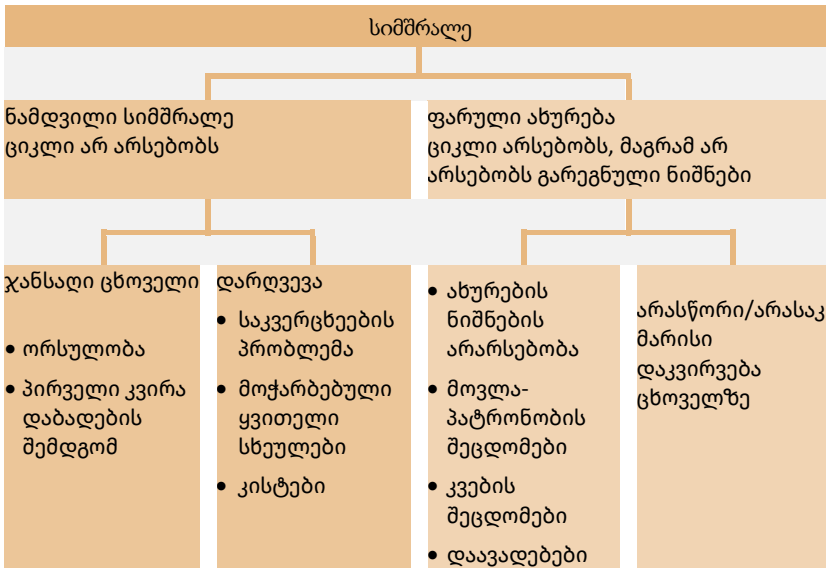 სიმშრალე
ნამდვილი სიმშრალე
ციკლი არ არსებობს
ფარული ახურება
ციკლი არსებობს, მაგრამ არ
არსებობს გარეგნული ნიშნები
ჯანსაღი ცხოველი
• ორსულობა
• პირველი კვირა
დაბადების
შემდგომ
დარღვევა
• საკვერცხეების
პრობლემა
• მოჭარბებული
ყვითელი
სხეულები
• კისტები
• ახურების
ნიშნების
არარსებობა
• მოვლა-
პატრონობის
შეცდომები
• კვების
შეცდომები
• დაავადებები
არასწორი/არასაკ
მარისი
დაკვირვება
ცხოველზე